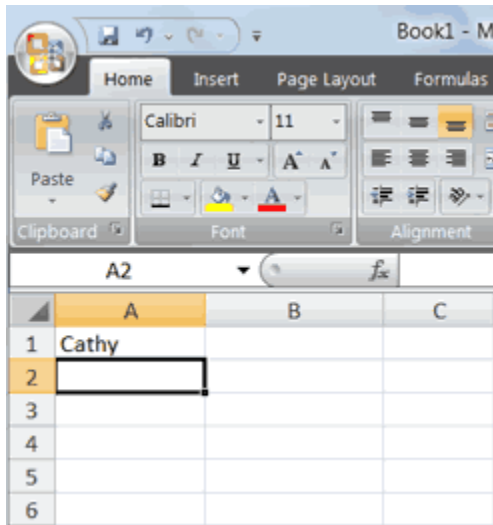 Book1 - M
Home Insert Page Layout Formulas
Calibri 11
B I U A A
Paste
A
Clipboard Font Alignment
A2 fx
A B C
1 Cathy
2
3
4
5
6